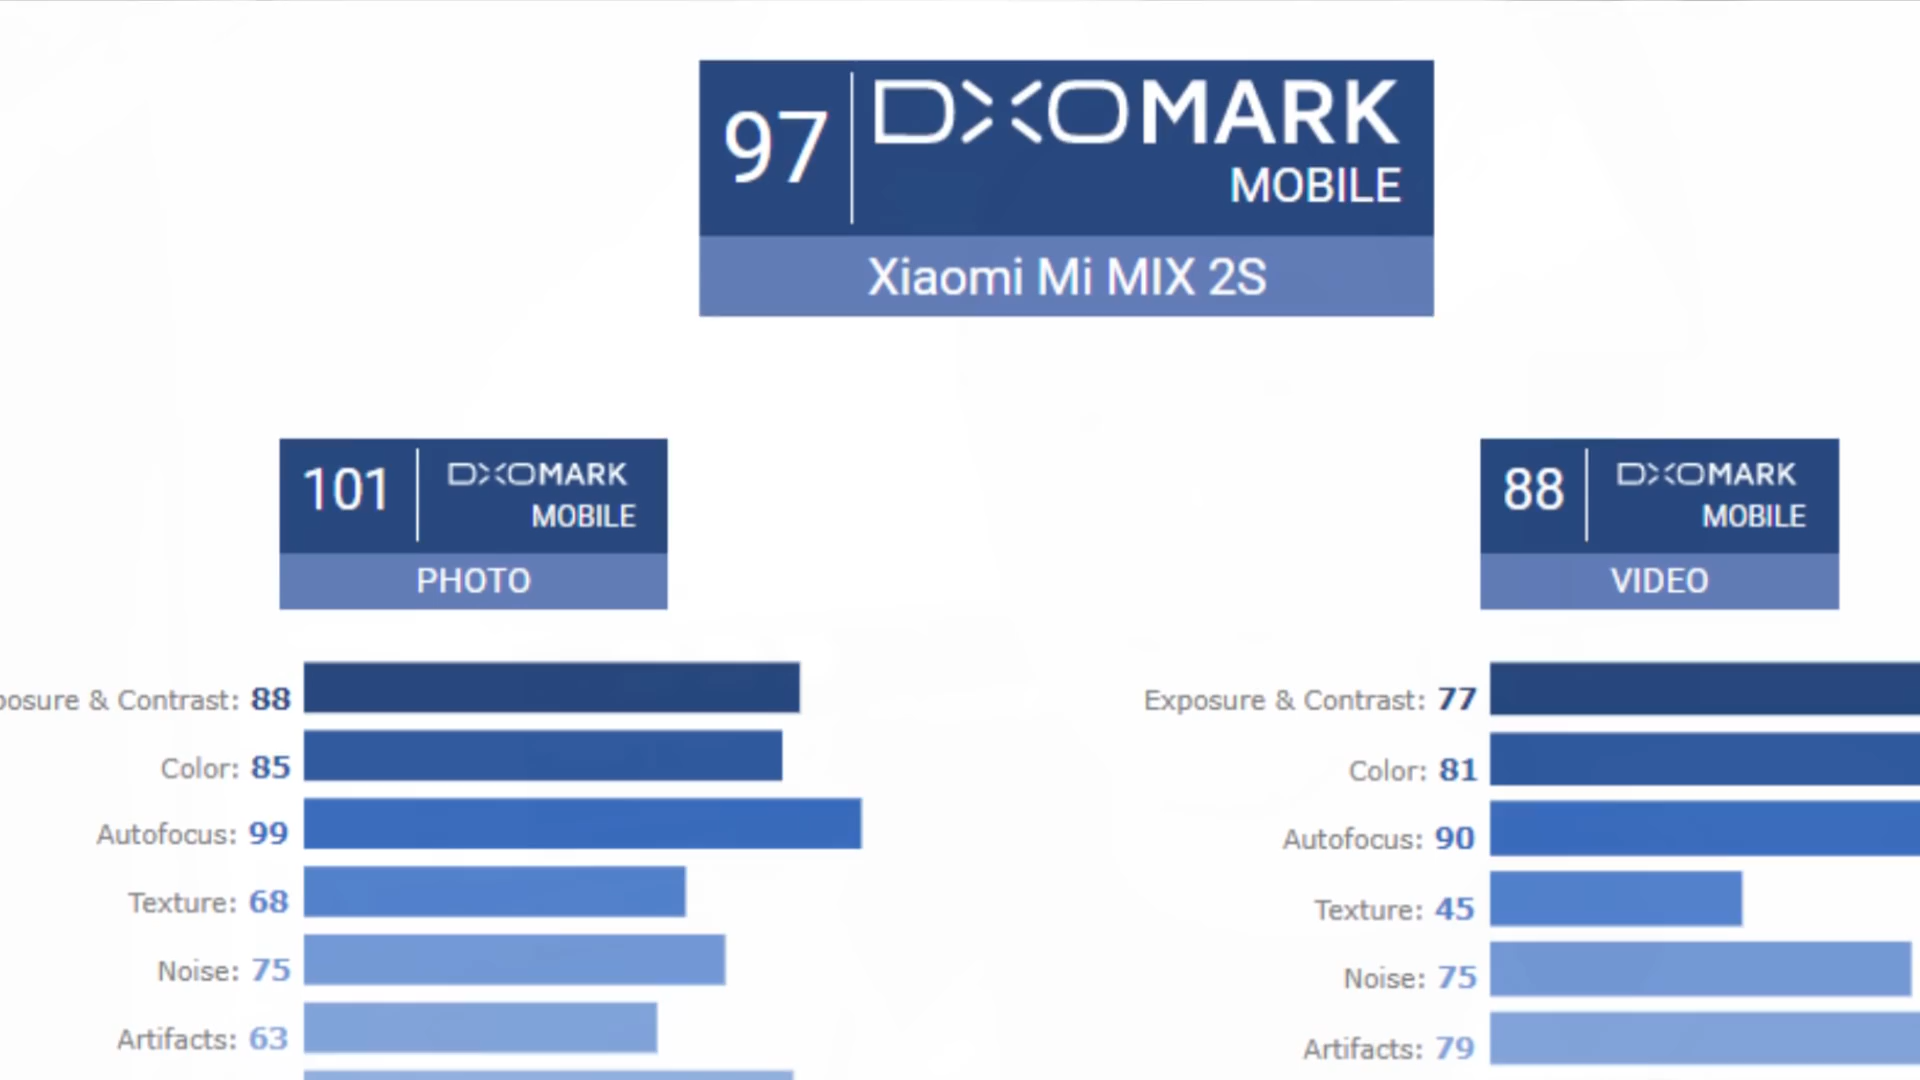 97 DXOMARK
MOBILE
Xiaomi Mi MIX 2S
101 DXOMARK
MOBILE
PHOTO
88 DXOMARK
MOBILE
VIDEO
posure & Contrast: 88
Color: 85
Autofocus: 99
Texture: 68
Noise: 75
Artifacts: 63
Exposure & Contrast: 77
Color: 81
Autofocus: 90
Texture: 45
Noise: 75
Artifacts: 79